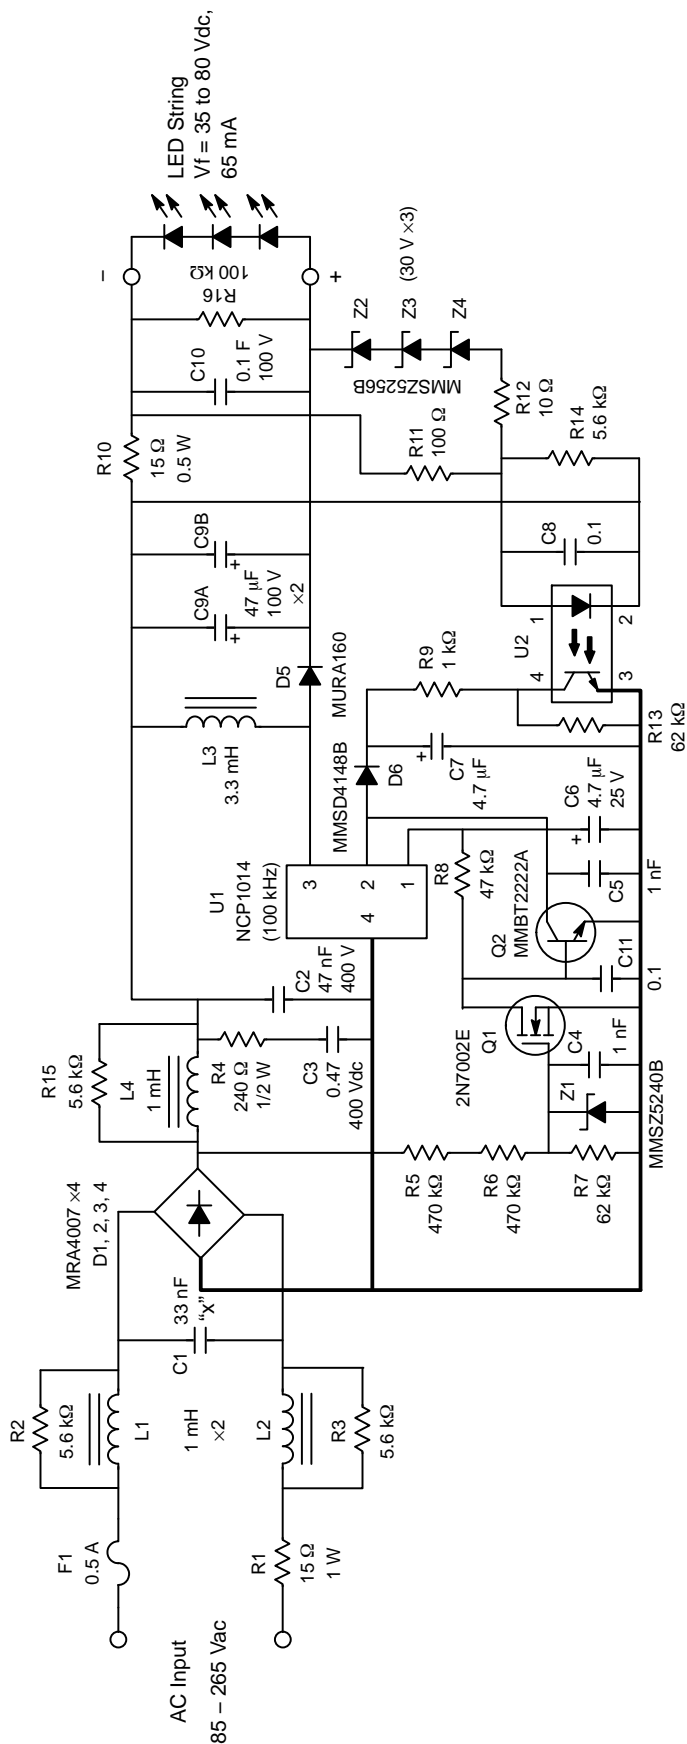 AC Input
85 – 265 Vac
F1
0.5 A
R1
15 Ω
1 W
R2
5.6 kΩ
L1
1 mH
×2
L2
R3
5.6 kΩ
C1
33 nF
“x”
MRA4007 ×4
D1, 2, 3, 4
R15
5.6 kΩ
L4
1 mH
R4
240 Ω
1/2 W
C3
0.47
400 Vdc
C2
47 nF
400 V
R5
470 kΩ
R6
470 kΩ
R7
62 kΩ
Z1
MMSZ5240B
C4
1 nF
2N7002E
Q1
C11
0.1
Q2
MMBT2222A
R8
47 kΩ
C5
1 nF
C6
4.7 µF
25 V
+
U1
NCP1014
(100 kHz)
3
2
4
1
L3
3.3 mH
D5
MURA160
MMSD4148B
D6
C7
4.7 µF
+
R9
1 kΩ
R13
62 kΩ
U2
4
3
1
2
C8
0.1
C9A
C9B
47 µF
100 V
×2
+
+
R10
15 Ω
0.5 W
R11
100 Ω
R12
10 Ω
R14
5.6 kΩ
C10
0.1 F
100 V
R16
100 kΩ
Z2
Z3
Z4
(30 V ×3)
MMSZ5256B
–
+
LED String
Vf = 35 to 80 Vdc,
65 mA